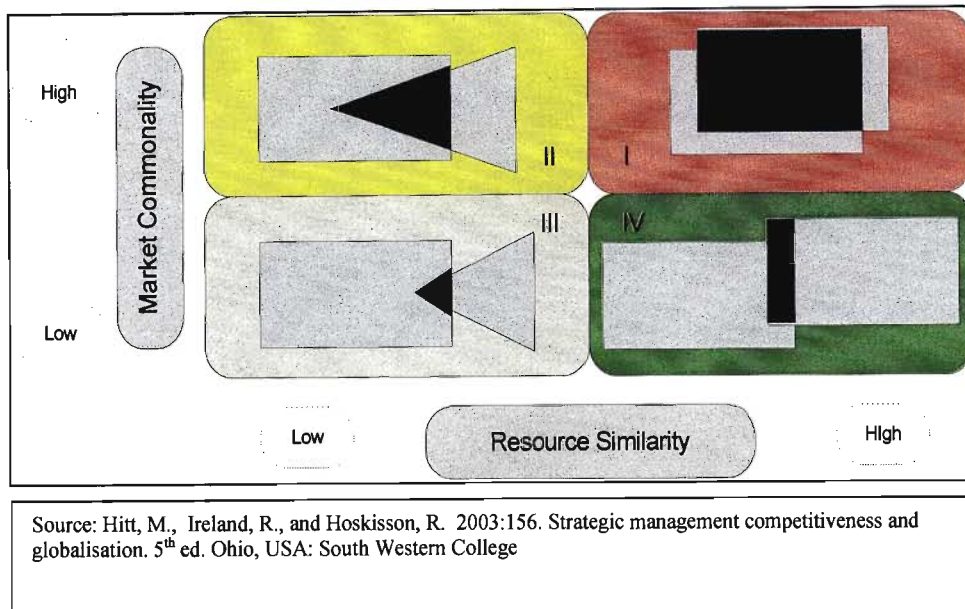 High
Market Commonality
Low
II
I
III
IV
Low
Resource Similarity
HIgh
Source: Hitt, M., Ireland, R., and Hoskisson, R. 2003:156. Strategic management competitiveness and
globalisation. 5th ed. Ohio, USA: South Western College